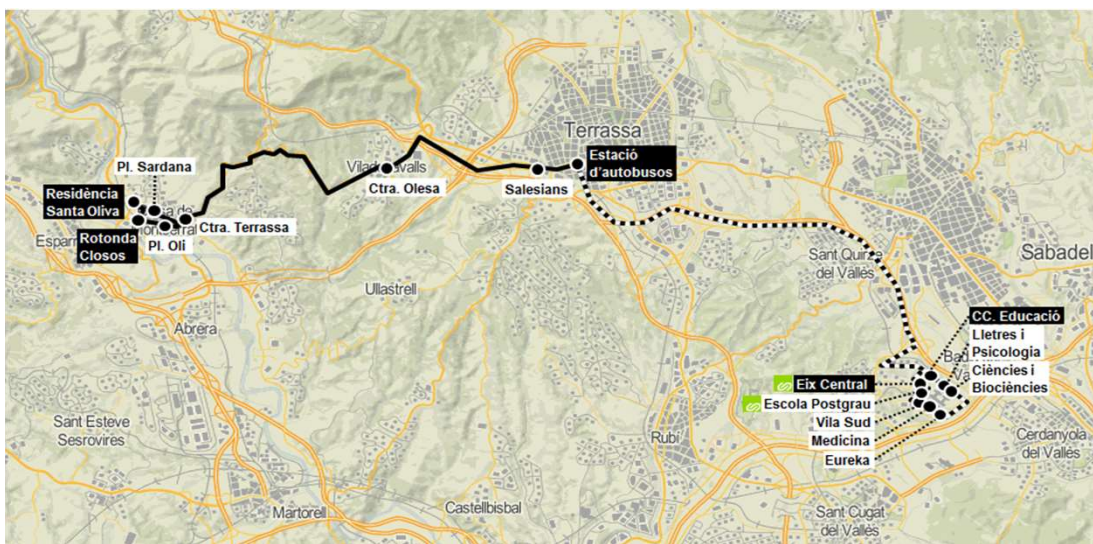 Terrassa
Estació
d'autobusos
Pl. Sardana
Ctra. Olesa
Salesians
Residència
Santa Oliva
Ctra. Terrassa
Rotonda
Closos
Pl. Oli
Sant Quirze
del Vallès
Sabadel
Ullastrell
Abrera
CC. Educació
Lletres i
Psicologia
Ciències i
Biociències
Eix Central
Escola Postgrau
Vila Sud
Medicina
Eureka
Sant Esteve
Sesrovires
Rubí
Cerdanyola
del Vallès
Martorell
Castellbisbal
Sant Cugat
del Vallès